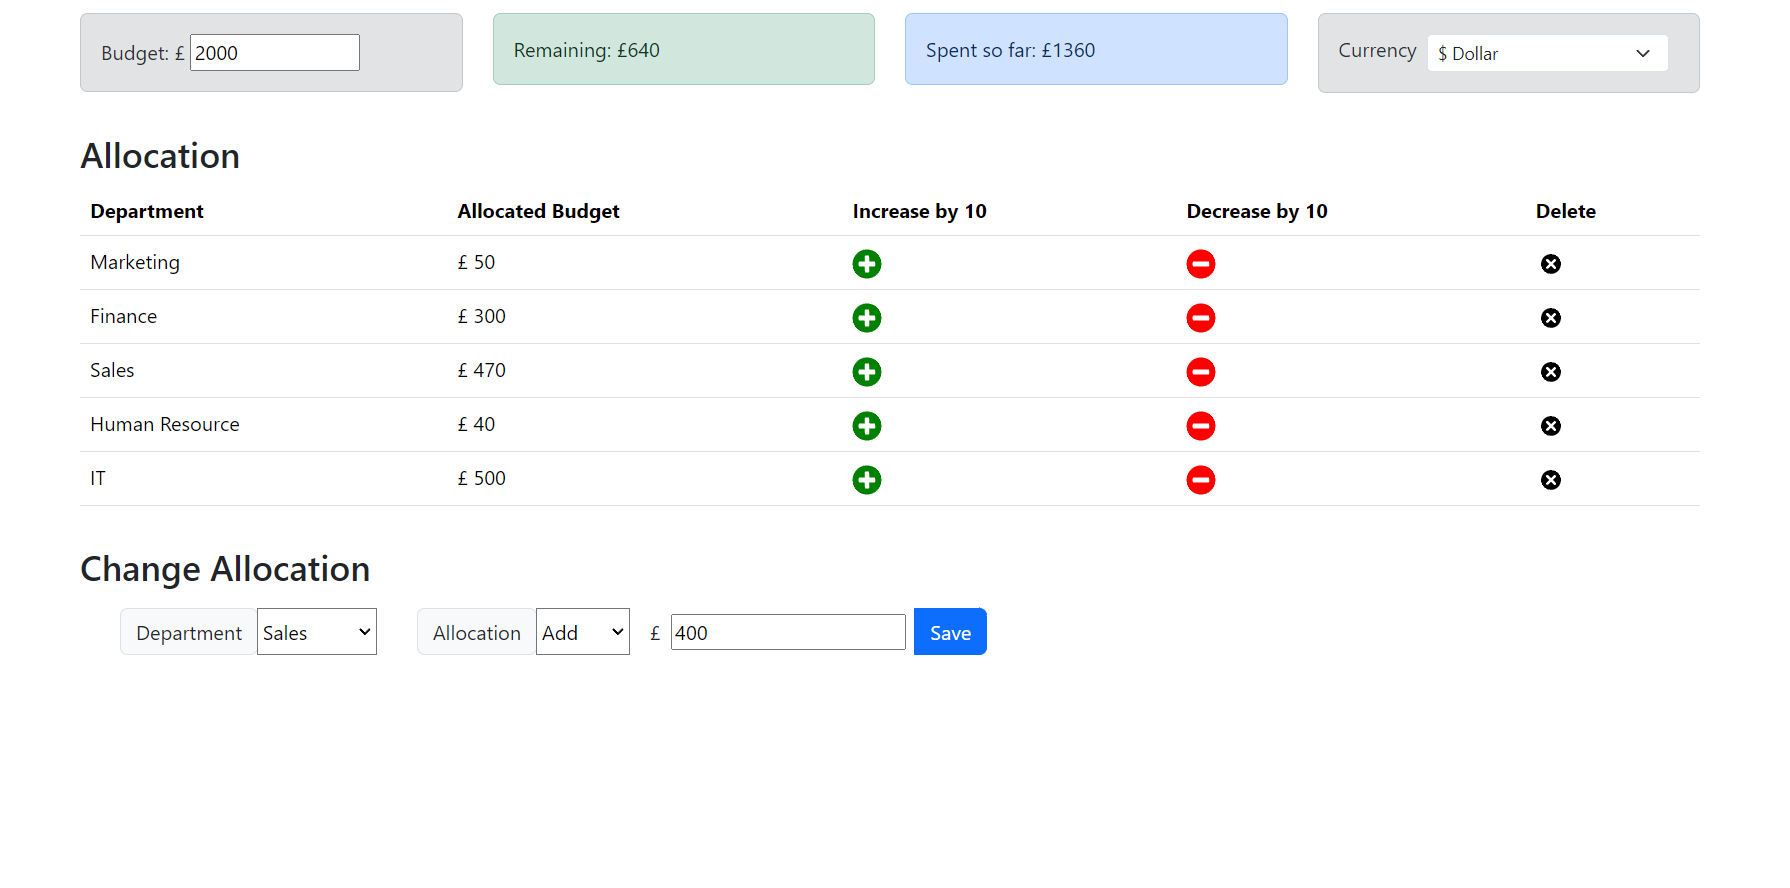 Budget: £ 2000
Remaining: £640
Spent so far: £1360
Currency $ Dollar
Allocation
Department Allocated Budget Increase by 10 Decrease by 10 Delete
Marketing £ 50
Finance £ 300
Sales £ 470
Human Resource £ 40
IT £ 500
Change Allocation
Department Sales Allocation Add £ 400 Save